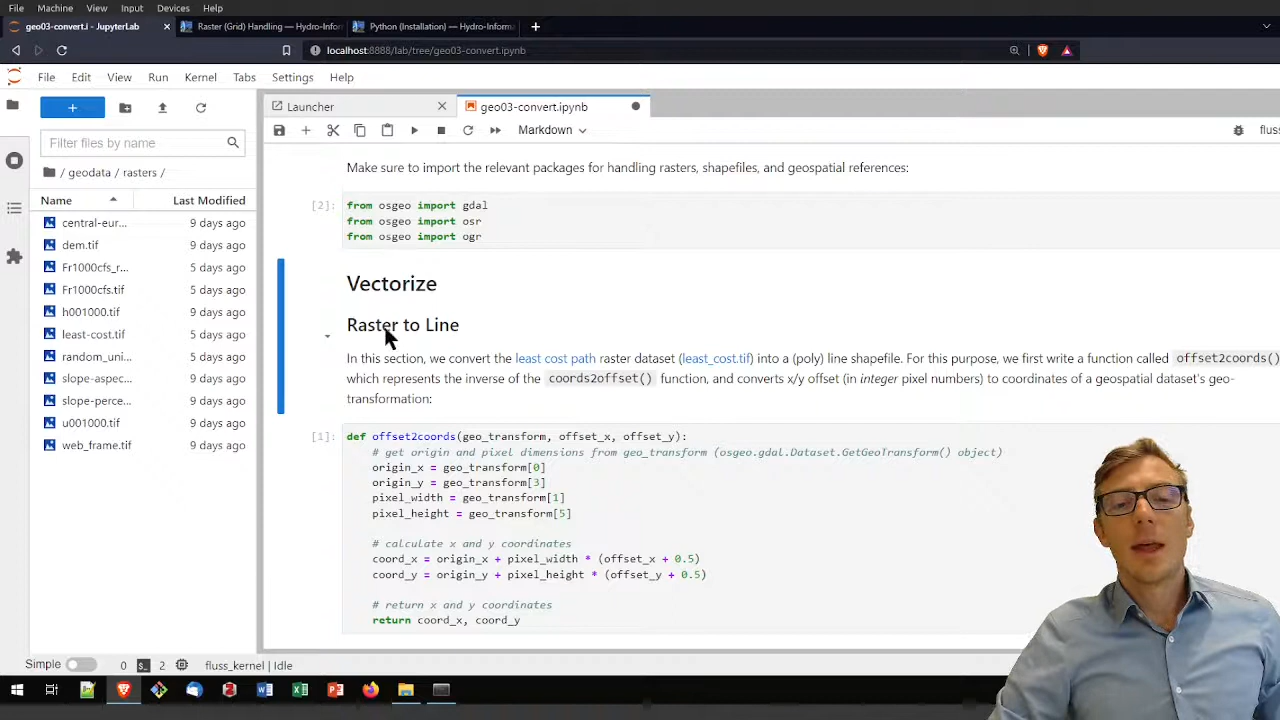 File Machine View Input Devices Help
geo03-convert.i - JupyterLab
Raster (Grid) Handling — Hydro-Infor
Python (Installation) — Hydro-Informa
localhost:8888/lab/tree/geo03-convert.ipynb
File Edit View Run Kernel Tabs Settings Help
Launcher
geo03-convert.ipynb
Markdown
fluss
Filter files by name
/ geodata / rasters /
Name Last Modified
central-eur... 9 days ago
dem.tif 9 days ago
Fr1000cfs_r... 5 days ago
Fr1000cfs.tif 5 days ago
h001000.tif 9 days ago
least-cost.tif 5 days ago
random_uni... 9 days ago
slope-aspec... 9 days ago
slope-perce... 9 days ago
u001000.tif 9 days ago
web_frame.tif 9 days ago
Make sure to import the relevant packages for handling rasters, shapefiles, and geospatial references:
[2]: from osgeo import gdal
from osgeo import osr
from osgeo import ogr
Vectorize
Raster to Line
In this section, we convert the least cost path raster dataset (least_cost.tif) into a (poly) line shapefile. For this purpose, we first write a function called offset2coords()
which represents the inverse of the coords2offset() function, and converts x/y offset (in integer pixel numbers) to coordinates of a geospatial dataset's geo-
transformation:
[1]: def offset2coords(geo_transform, offset_x, offset_y):
# get origin and pixel dimensions from geo_transform (osgeo.gdal.Dataset.GetGeoTransform() object)
origin_x = geo_transform[0]
origin_y = geo_transform[3]
pixel_width = geo_transform[1]
pixel_height = geo_transform[5]
# calculate x and y coordinates
coord_x = origin_x + pixel_width * (offset_x + 0.5)
coord_y = origin_y + pixel_height * (offset_y + 0.5)
# return x and y coordinates
return coord_x, coord_y
Simple 0 2 fluss_kernel | Idle